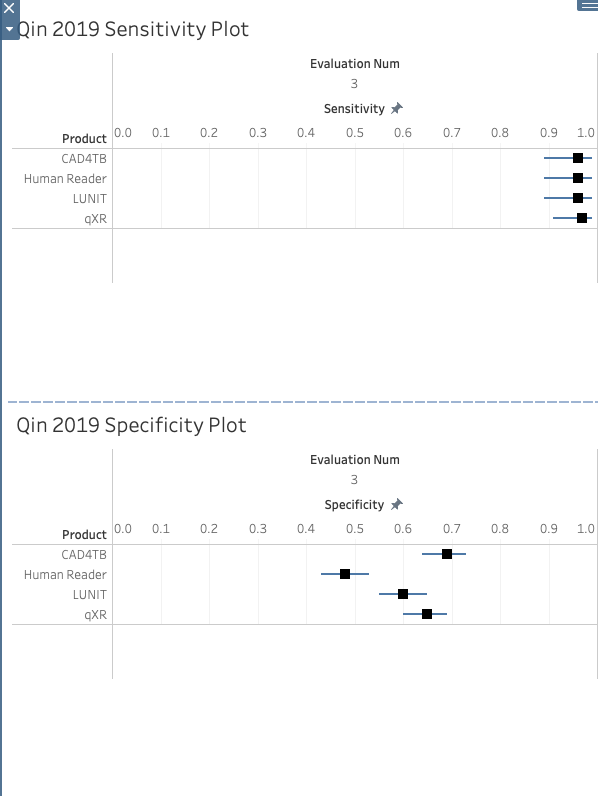 Qin 2019 Sensitivity Plot
Evaluation Num
3
Sensitivity
Product 0.0 0.1 0.2 0.3 0.4 0.5 0.6 0.7 0.8 0.9 1.0
CAD4TB
Human Reader
LUNIT
qXR
Qin 2019 Specificity Plot
Evaluation Num
3
Specificity
Product 0.0 0.1 0.2 0.3 0.4 0.5 0.6 0.7 0.8 0.9 1.0
CAD4TB
Human Reader
LUNIT
qXR